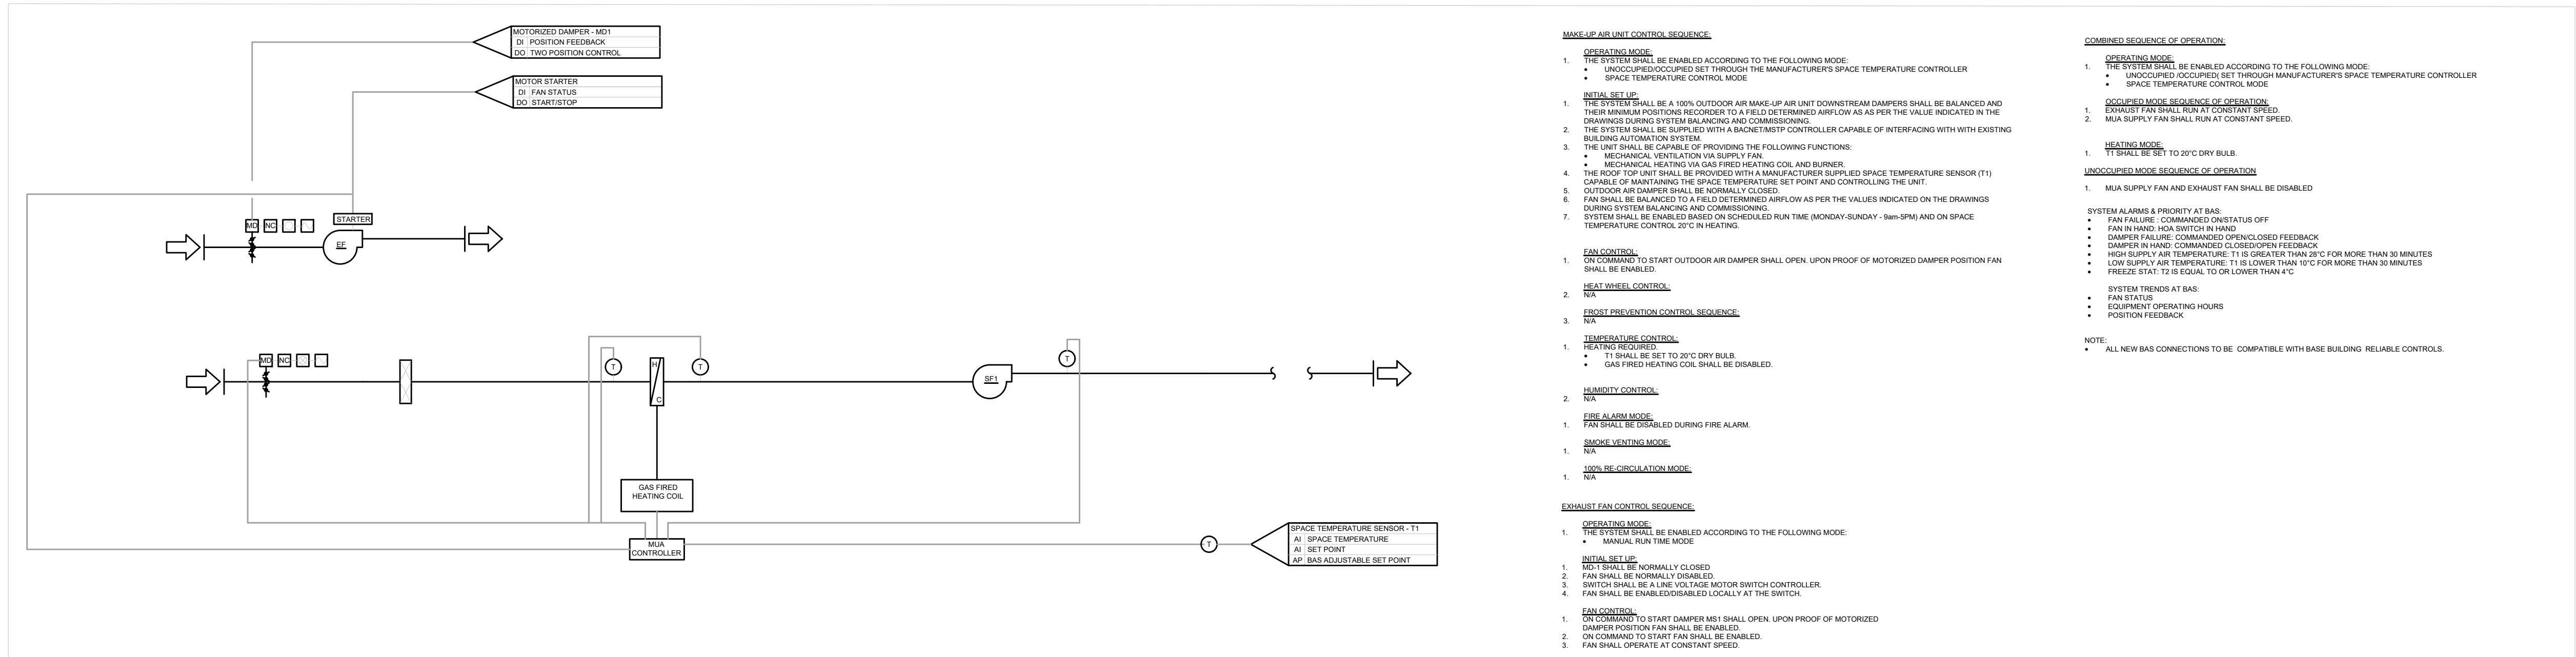 MOTORIZED DAMPER - MD1
DI POSITION FEEDBACK
DO TWO POSITION CONTROL
MOTOR STARTER
DI FAN STATUS
DO START/STOP
MD NC
STARTER
EF
MD NC
T
H
C
T
SF1
T
GAS FIRED
HEATING COIL
MUA
CONTROLLER
T
SPACE TEMPERATURE SENSOR - T1
AI SPACE TEMPERATURE
AI SET POINT
AP BAS ADJUSTABLE SET POINT
MAKE-UP AIR UNIT CONTROL SEQUENCE:
OPERATING MODE:
1. THE SYSTEM SHALL BE ENABLED ACCORDING TO THE FOLLOWING MODE:
• UNOCCUPIED/OCCUPIED SET THROUGH THE MANUFACTURER'S SPACE TEMPERATURE CONTROLLER
• SPACE TEMPERATURE CONTROL MODE
INITIAL SET UP:
1. THE SYSTEM SHALL BE A 100% OUTDOOR AIR MAKE-UP AIR UNIT DOWNSTREAM DAMPERS SHALL BE BALANCED AND
THEIR MINIMUM POSITIONS RECORDER TO A FIELD DETERMINED AIRFLOW AS AS PER THE VALUE INDICATED IN THE
DRAWINGS DURING SYSTEM BALANCING AND COMMISSIONING.
2. THE SYSTEM SHALL BE SUPPLIED WITH A BACNET/MSTP CONTROLLER CAPABLE OF INTERFACING WITH WITH EXISTING
BUILDING AUTOMATION SYSTEM.
3. THE UNIT SHALL BE CAPABLE OF PROVIDING THE FOLLOWING FUNCTIONS:
• MECHANICAL VENTILATION VIA SUPPLY FAN.
• MECHANICAL HEATING VIA GAS FIRED HEATING COIL AND BURNER.
4. THE ROOF TOP UNIT SHALL BE PROVIDED WITH A MANUFACTURER SUPPLIED SPACE TEMPERATURE SENSOR (T1)
CAPABLE OF MAINTAINING THE SPACE TEMPERATURE SET POINT AND CONTROLLING THE UNIT.
5. OUTDOOR AIR DAMPER SHALL BE NORMALLY CLOSED.
6. FAN SHALL BE BALANCED TO A FIELD DETERMINED AIRFLOW AS PER THE VALUES INDICATED ON THE DRAWINGS
DURING SYSTEM BALANCING AND COMMISSIONING.
7. SYSTEM SHALL BE ENABLED BASED ON SCHEDULED RUN TIME (MONDAY-SUNDAY - 9am-5PM) AND ON SPACE
TEMPERATURE CONTROL 20°C IN HEATING.
FAN CONTROL:
1. ON COMMAND TO START OUTDOOR AIR DAMPER SHALL OPEN. UPON PROOF OF MOTORIZED DAMPER POSITION FAN
SHALL BE ENABLED.
HEAT WHEEL CONTROL:
2. N/A
FROST PREVENTION CONTROL SEQUENCE:
3. N/A
TEMPERATURE CONTROL:
1. HEATING REQUIRED.
• T1 SHALL BE SET TO 20°C DRY BULB.
• GAS FIRED HEATING COIL SHALL BE DISABLED.
HUMIDITY CONTROL:
2. N/A
FIRE ALARM MODE:
1. FAN SHALL BE DISABLED DURING FIRE ALARM.
SMOKE VENTING MODE:
1. N/A
100% RE-CIRCULATION MODE:
1. N/A
EXHAUST FAN CONTROL SEQUENCE:
OPERATING MODE:
1. THE SYSTEM SHALL BE ENABLED ACCORDING TO THE FOLLOWING MODE:
• MANUAL RUN TIME MODE
INITIAL SET UP:
1. MD-1 SHALL BE NORMALLY CLOSED
2. FAN SHALL BE NORMALLY DISABLED.
3. SWITCH SHALL BE A LINE VOLTAGE MOTOR SWITCH CONTROLLER.
4. FAN SHALL BE ENABLED/DISABLED LOCALLY AT THE SWITCH.
FAN CONTROL:
1. ON COMMAND TO START DAMPER MS1 SHALL OPEN. UPON PROOF OF MOTORIZED
DAMPER POSITION FAN SHALL BE ENABLED.
2. ON COMMAND TO START FAN SHALL BE ENABLED.
3. FAN SHALL OPERATE AT CONSTANT SPEED.
COMBINED SEQUENCE OF OPERATION:
OPERATING MODE:
1. THE SYSTEM SHALL BE ENABLED ACCORDING TO THE FOLLOWING MODE:
• UNOCCUPIED /OCCUPIED( SET THROUGH MANUFACTURER'S SPACE TEMPERATURE CONTROLLER
• SPACE TEMPERATURE CONTROL MODE
OCCUPIED MODE SEQUENCE OF OPERATION:
1. EXHAUST FAN SHALL RUN AT CONSTANT SPEED.
2. MUA SUPPLY FAN SHALL RUN AT CONSTANT SPEED.
HEATING MODE:
1. T1 SHALL BE SET TO 20°C DRY BULB.
UNOCCUPIED MODE SEQUENCE OF OPERATION
1. MUA SUPPLY FAN AND EXHAUST FAN SHALL BE DISABLED
SYSTEM ALARMS & PRIORITY AT BAS:
• FAN FAILURE : COMMANDED ON/STATUS OFF
• FAN IN HAND: HOA SWITCH IN HAND
• DAMPER FAILURE: COMMANDED OPEN/CLOSED FEEDBACK
• DAMPER IN HAND: COMMANDED CLOSED/OPEN FEEDBACK
• HIGH SUPPLY AIR TEMPERATURE: T1 IS GREATER THAN 28°C FOR MORE THAN 30 MINUTES
• LOW SUPPLY AIR TEMPERATURE: T1 IS LOWER THAN 10°C FOR MORE THAN 30 MINUTES
• FREEZE STAT: T2 IS EQUAL TO OR LOWER THAN 4°C
SYSTEM TRENDS AT BAS:
• FAN STATUS
• EQUIPMENT OPERATING HOURS
• POSITION FEEDBACK
NOTE:
• ALL NEW BAS CONNECTIONS TO BE COMPATIBLE WITH BASE BUILDING RELIABLE CONTROLS.